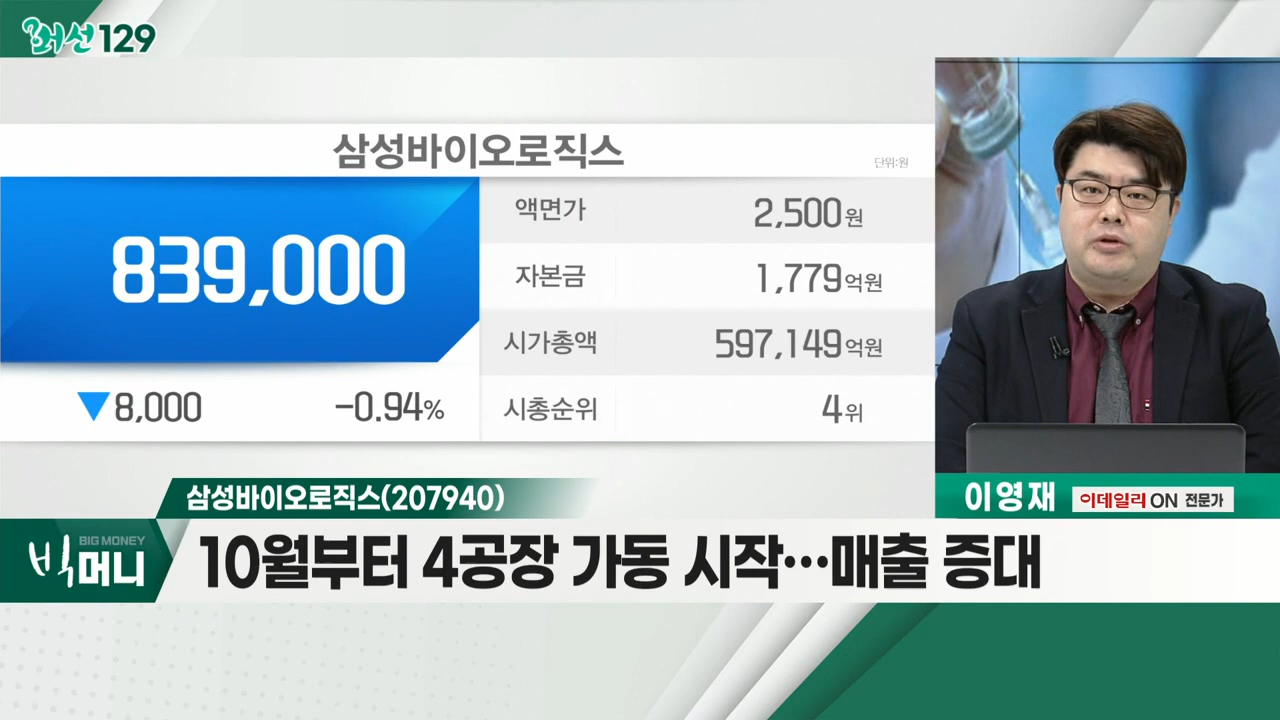 최선129
삼성바이오로직스
단위:원
839,000
▼8,000 -0.94%
액면가 2,500원
자본금 1,779억원
시가총액 597,149억원
시총순위 4위
이영재 이데일리ON 전문가
삼성바이오로직스(207940)
BIG MONEY
빅머니
10월부터 4공장 가동 시작…매출 증대